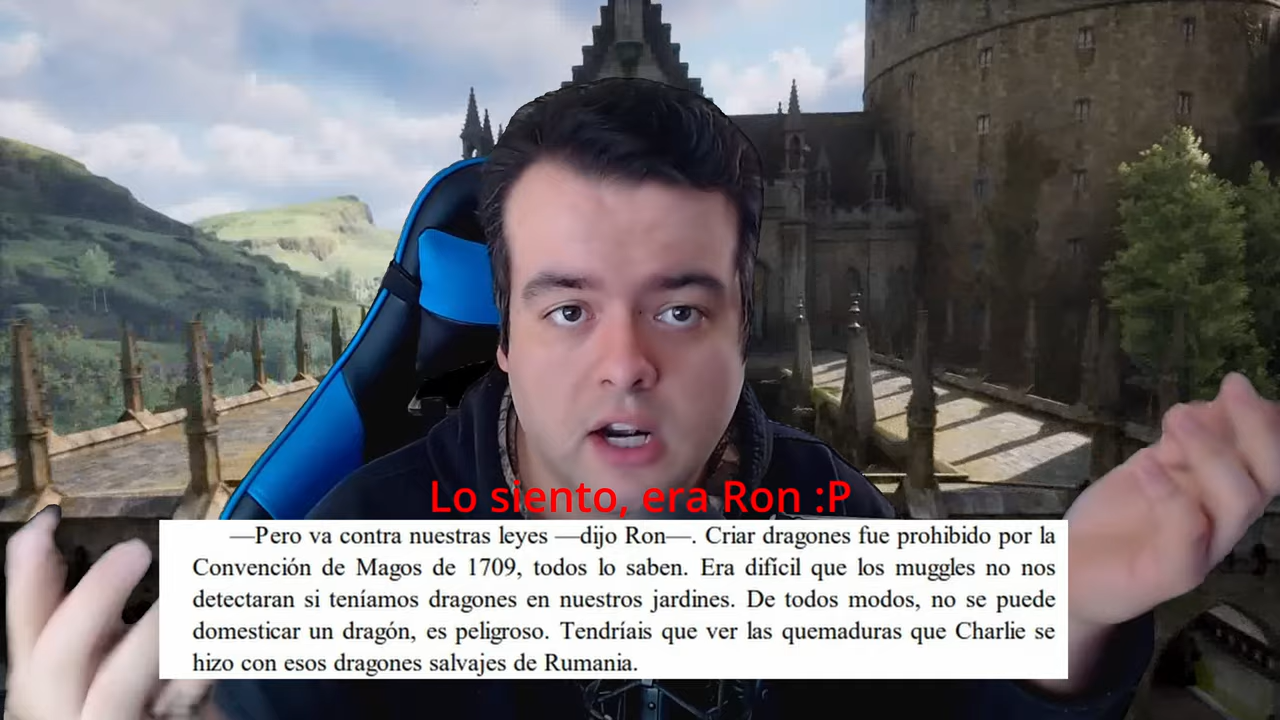 Lo siento, era Ron :P
—Pero va contra nuestras leyes —dijo Ron—. Criar dragones fue prohibido por la
Convención de Magos de 1709, todos lo saben. Era difícil que los muggles no nos
detectaran si teníamos dragones en nuestros jardines. De todos modos, no se puede
domesticar un dragón, es peligroso. Tendríais que ver las quemaduras que Charlie se
hizo con esos dragones salvajes de Rumania.